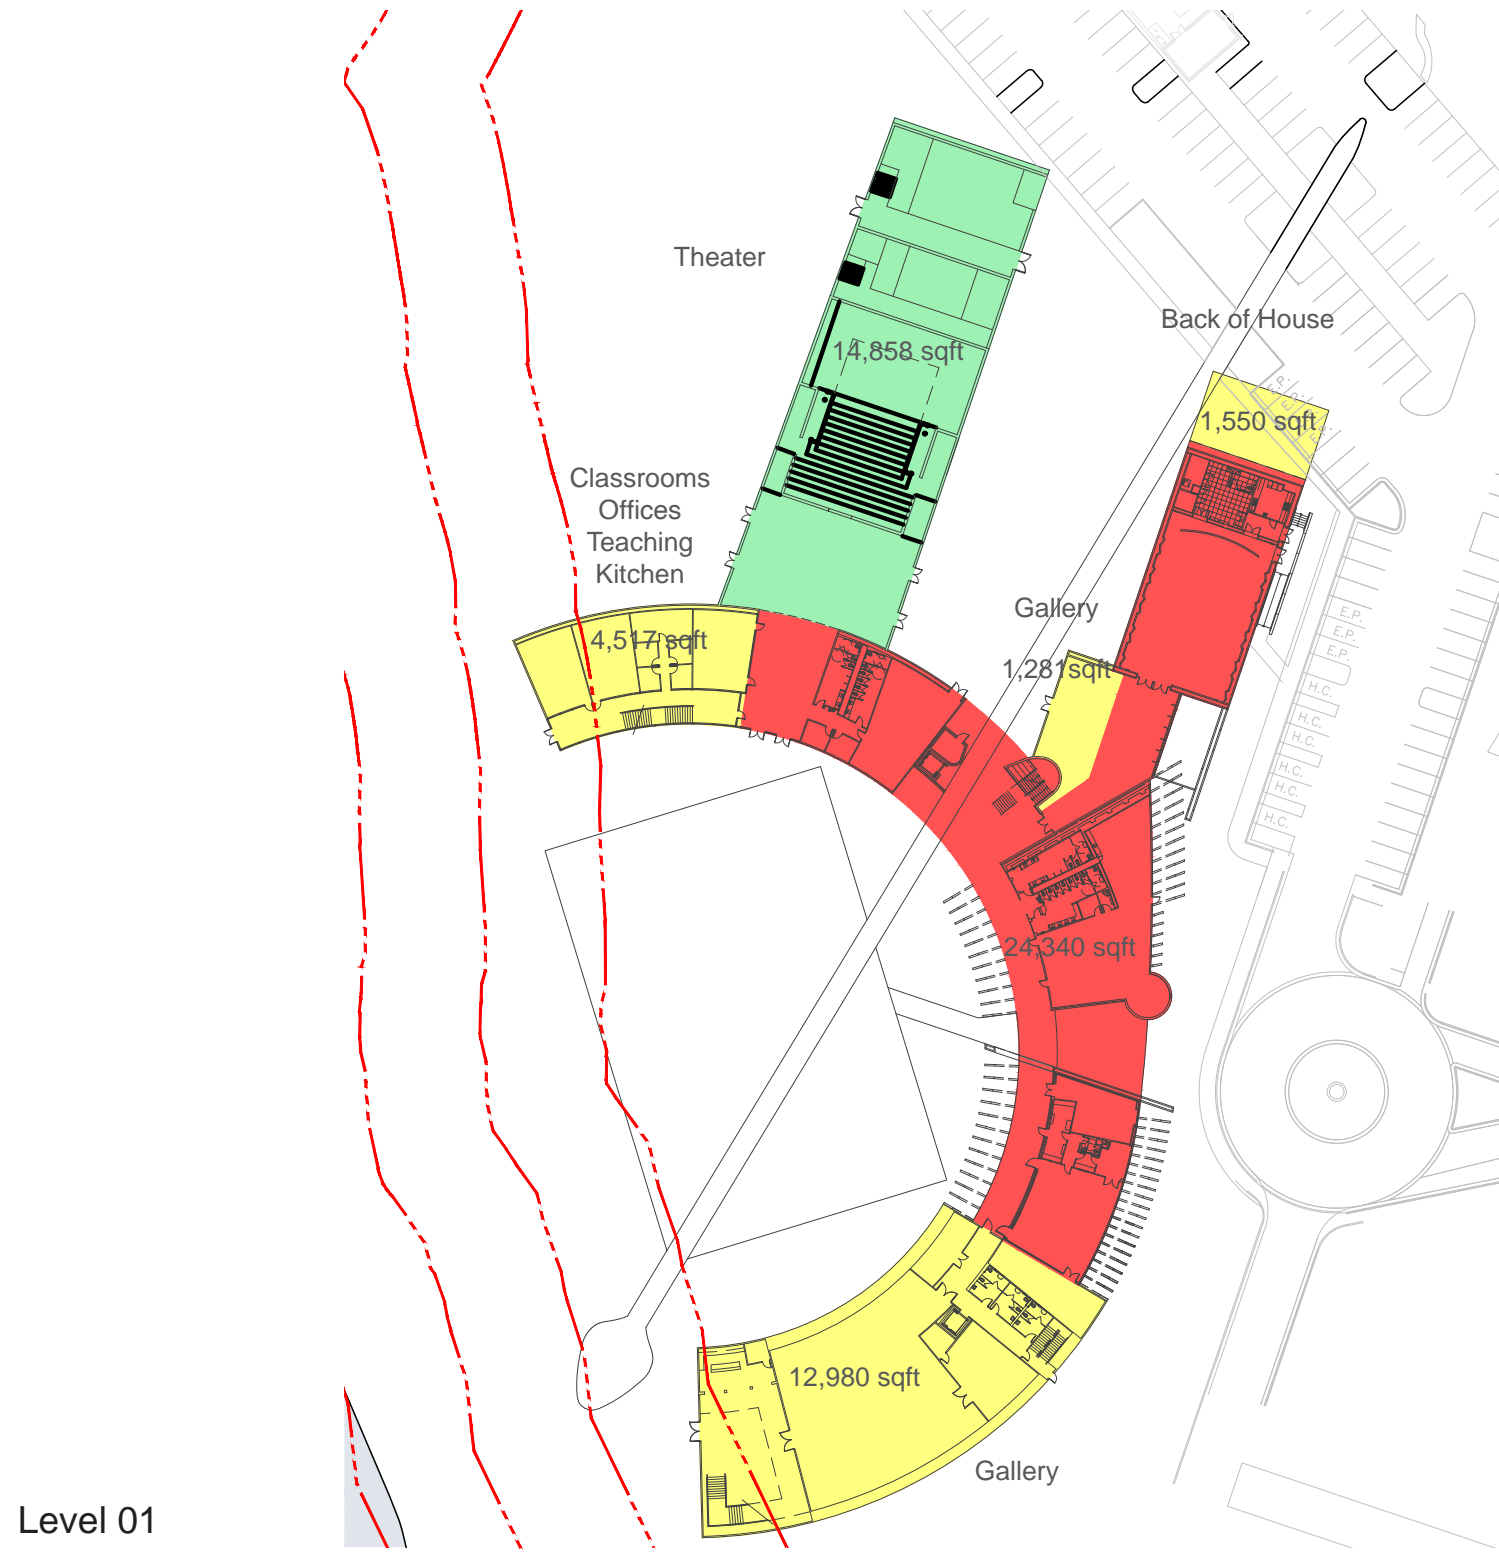 Theater
Back of House
14,858 sqft
E.P.
E.P.
E.P.
E.P.
1,550 sqft
Classrooms
Offices
Teaching
Kitchen
Gallery
E.P.
E.P.
E.P.
4,517 sqft
1,281sqft
H.C.
H.C.
H.C.
H.C.
H.C.
H.C.
24,340 sqft
12,980 sqft
Gallery
Level 01